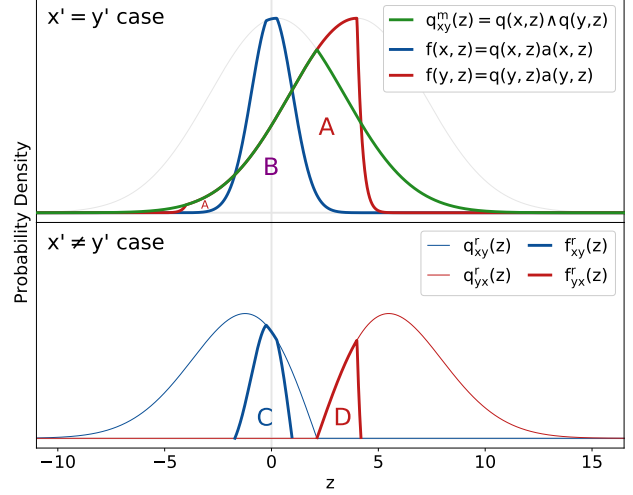 x' = y' case
q^m_xy(z) = q(x,z)∧q(y,z)
f(x, z)=q(x,z)a(x, z)
f(y, z)=q(y,z)a(y, z)
A
B
A
Probability Density
x' ≠ y' case
q^r_xy(z) f^r_xy(z)
q^r_yx(z) f^r_yx(z)
C D
−10 −5 0 5 10 15
z